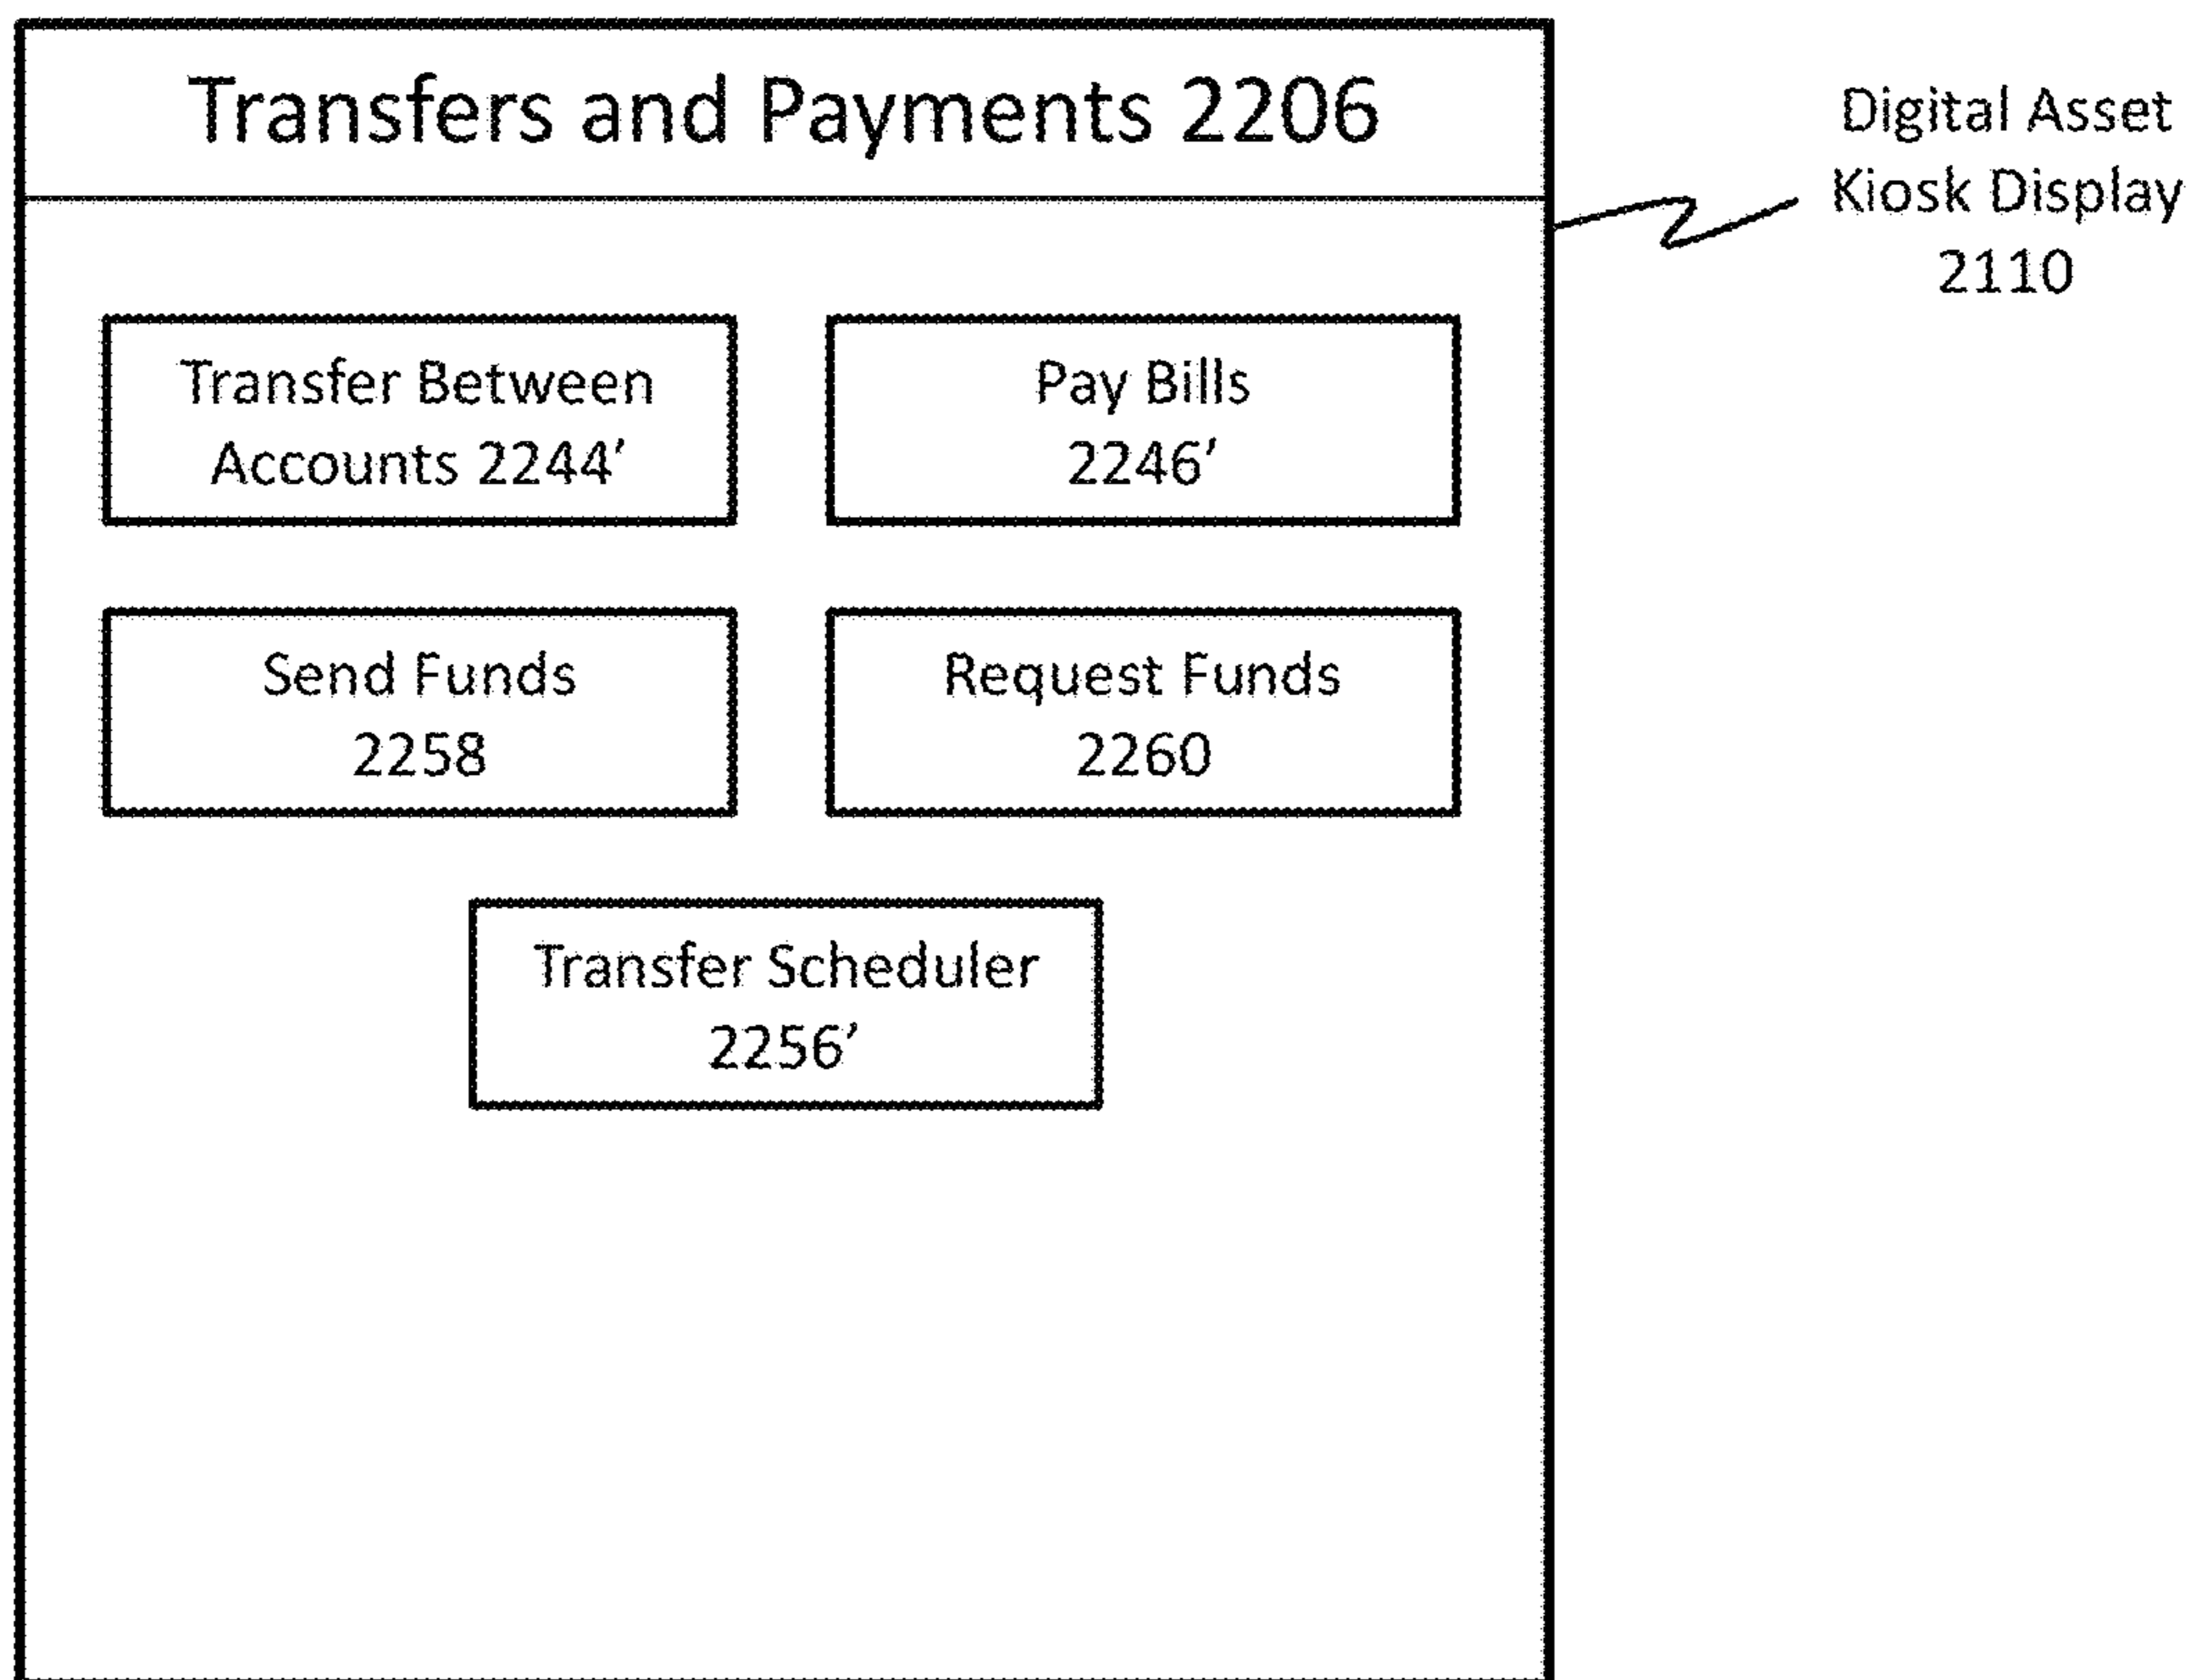 Transfers and Payments 2206
Digital Asset
Kiosk Display
2110
Transfer Between
Accounts 2244’
Pay Bills
2246’
Send Funds
2258
Request Funds
2260
Transfer Scheduler
2256’